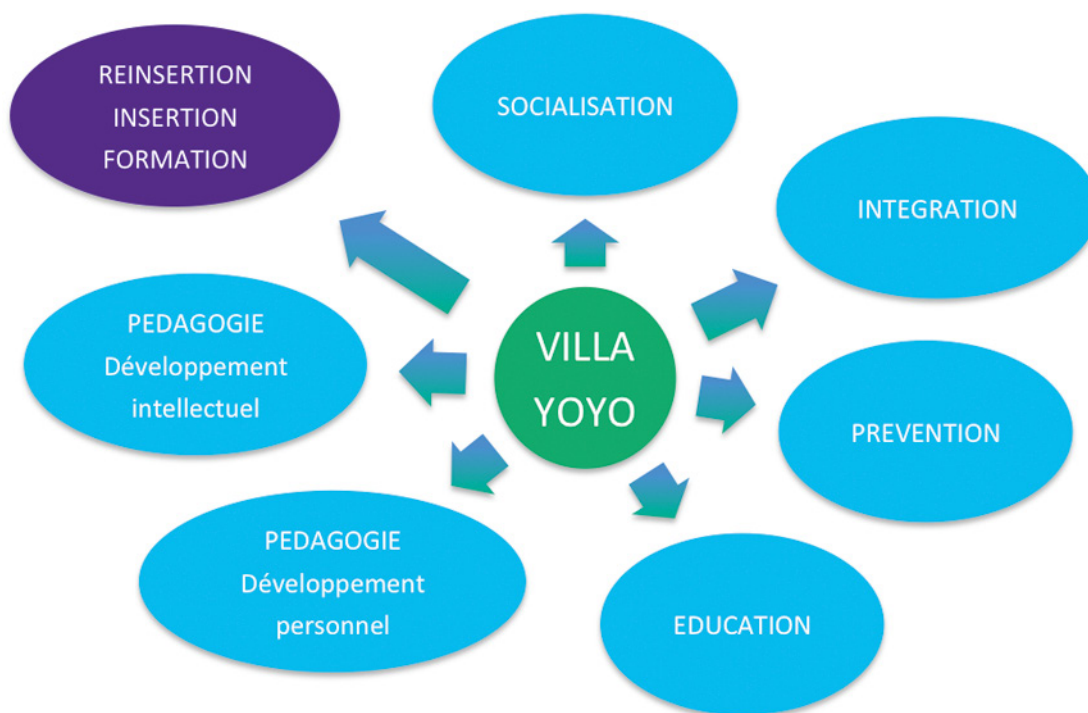 REINSERTION
INSERTION
FORMATION
SOCIALISATION
INTEGRATION
PEDAGOGIE
Développement
intellectuel
VILLA
YOYO
PREVENTION
PEDAGOGIE
Développement
personnel
EDUCATION